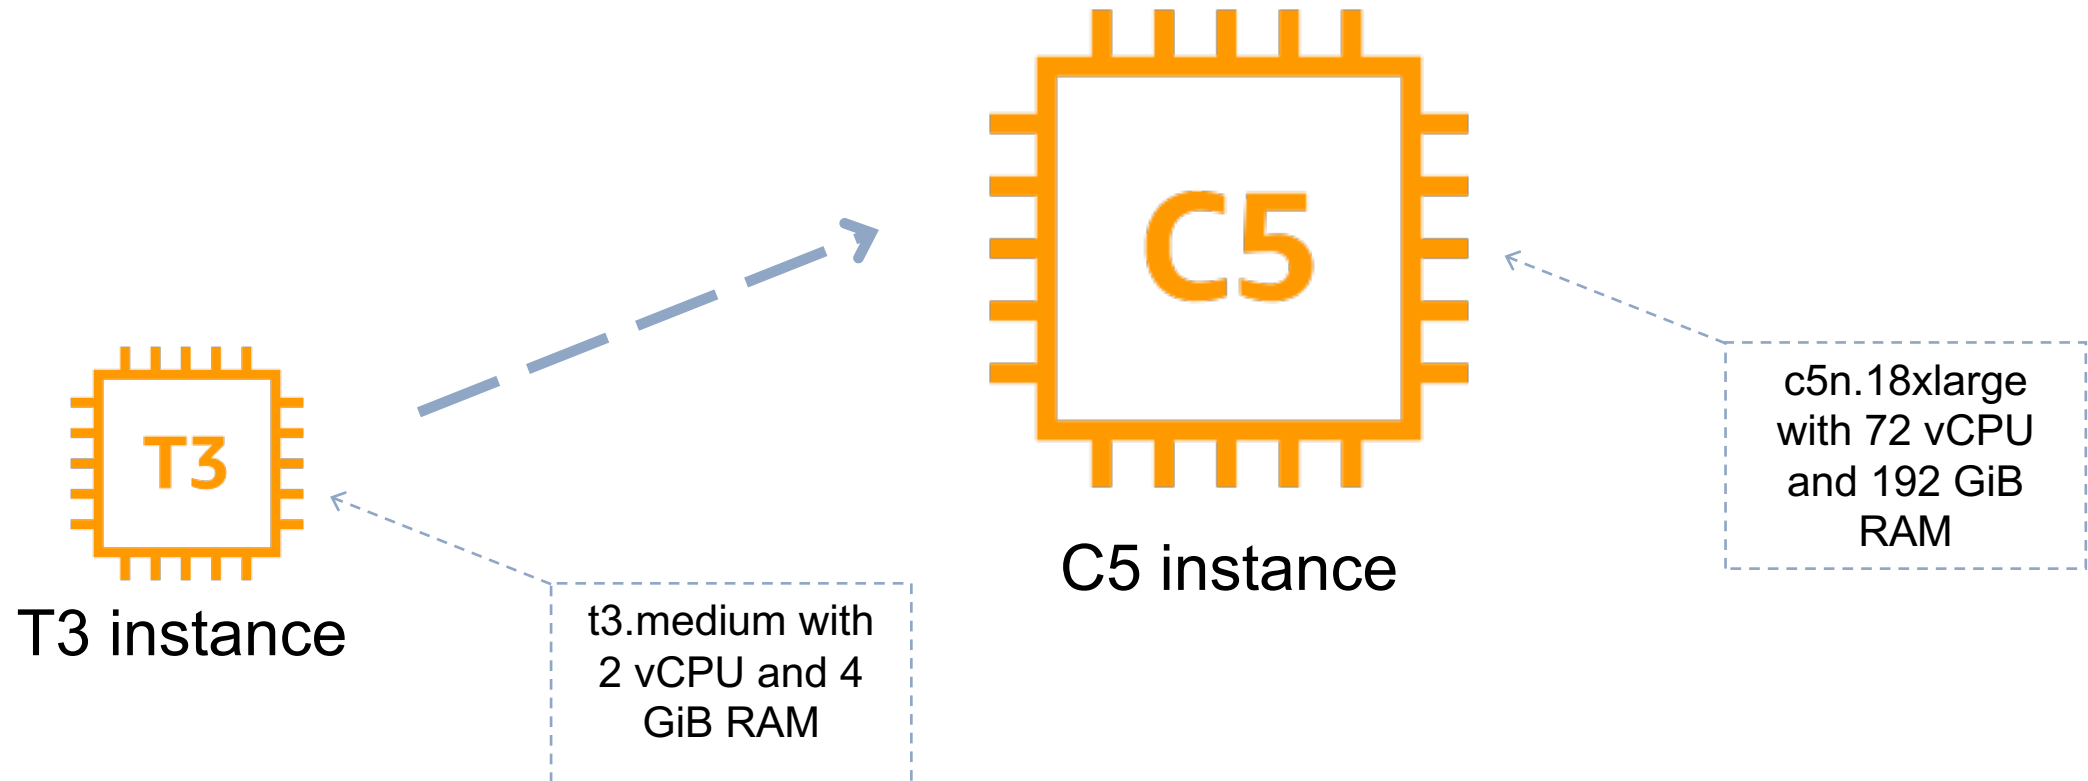 C5
C5 instance
c5n.18xlarge
with 72 vCPU
and 192 GiB
RAM
T3
T3 instance
t3.medium with
2 vCPU and 4
GiB RAM